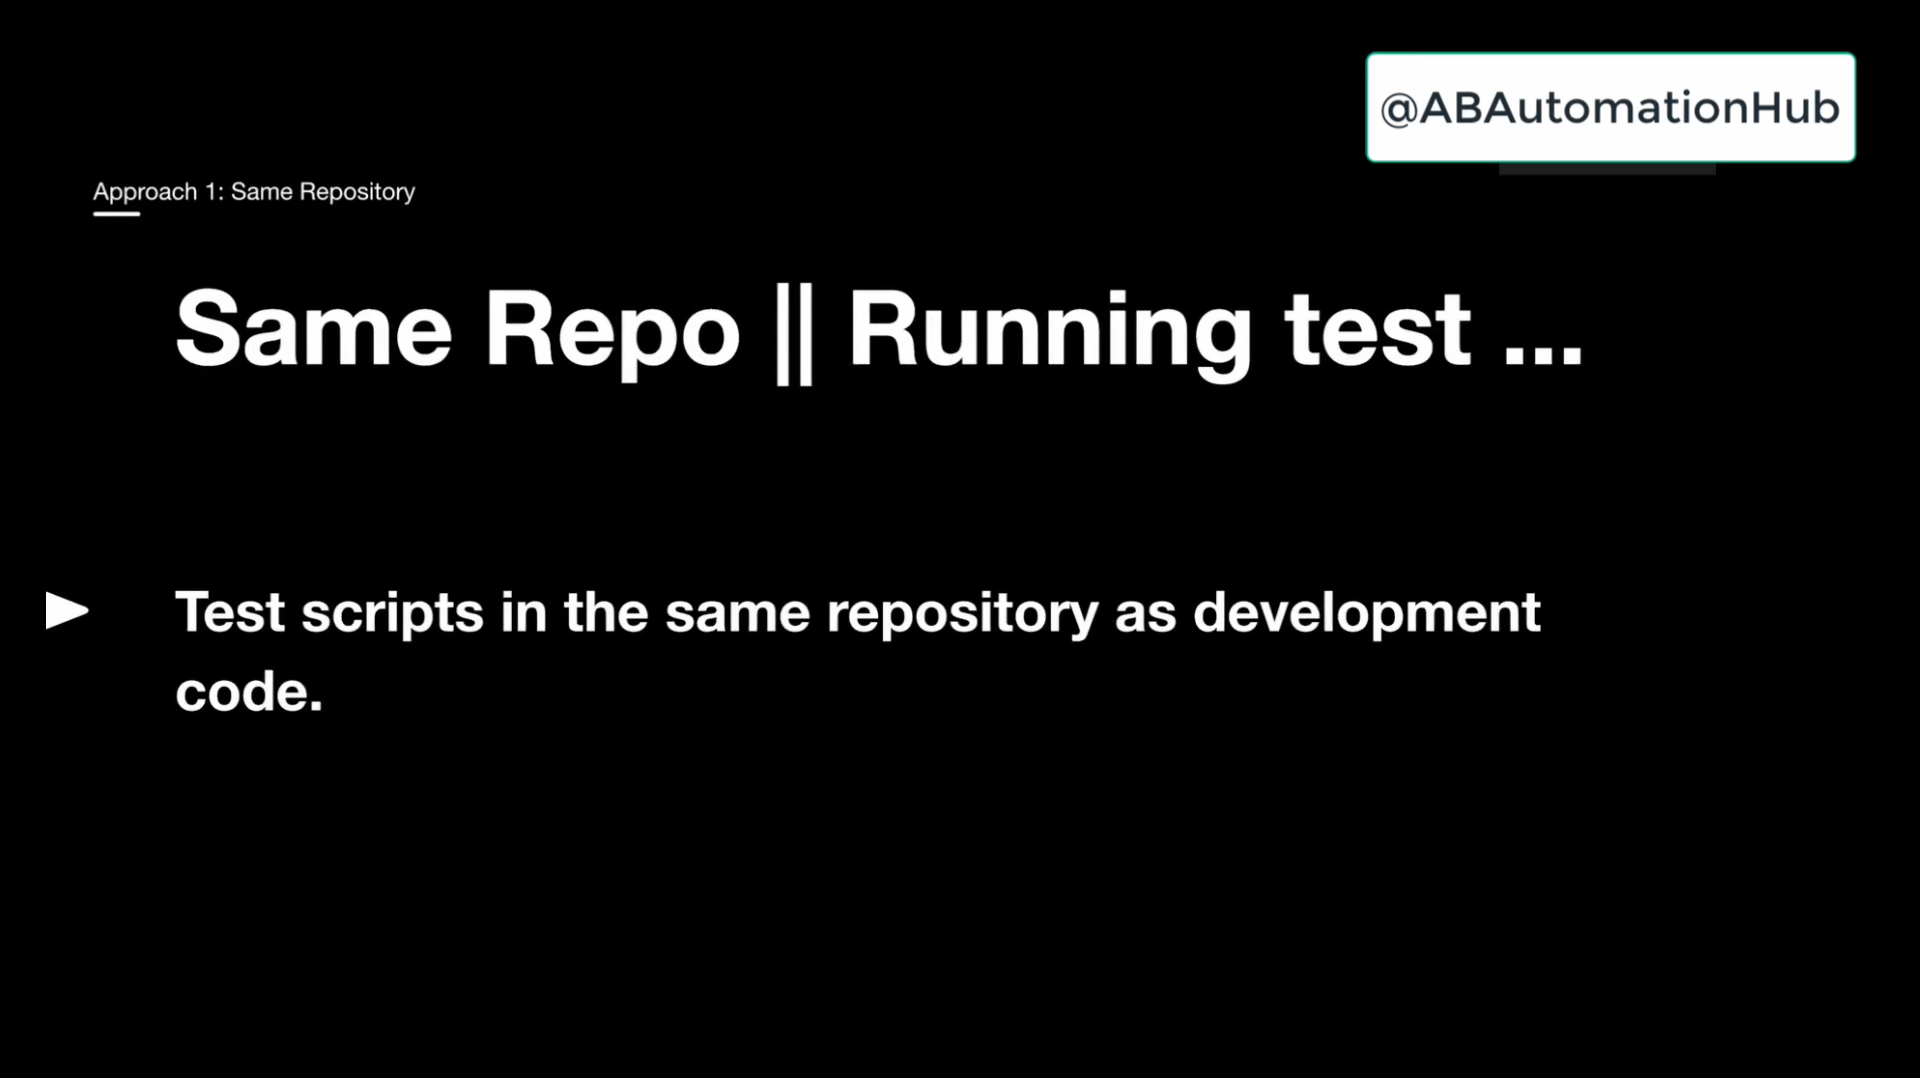 @ABAutomationHub
Approach 1: Same Repository
Same Repo || Running test ...
Test scripts in the same repository as development
code.